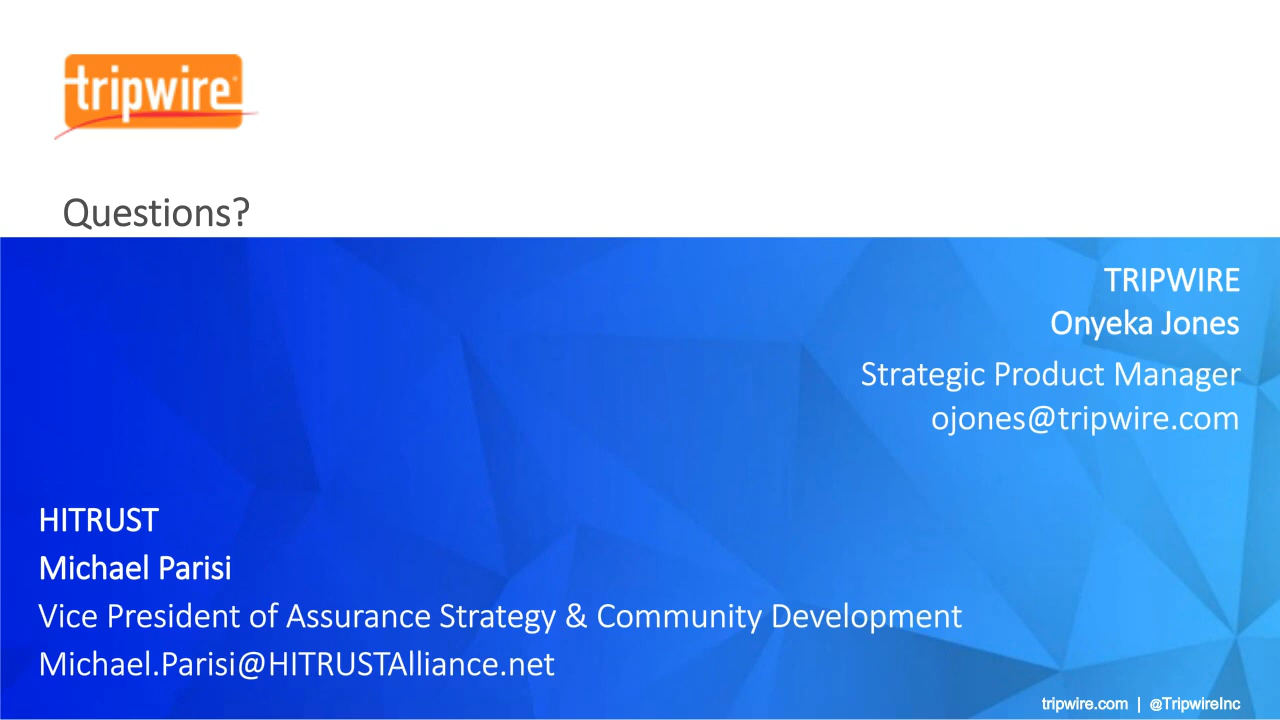 tripwire
Questions?
TRIPWIRE
Onyeka Jones
Strategic Product Manager
ojones@tripwire.com
HITRUST
Michael Parisi
Vice President of Assurance Strategy & Community Development
Michael.Parisi@HITRUSTAlliance.net
tripwire.com | @TripwireInc